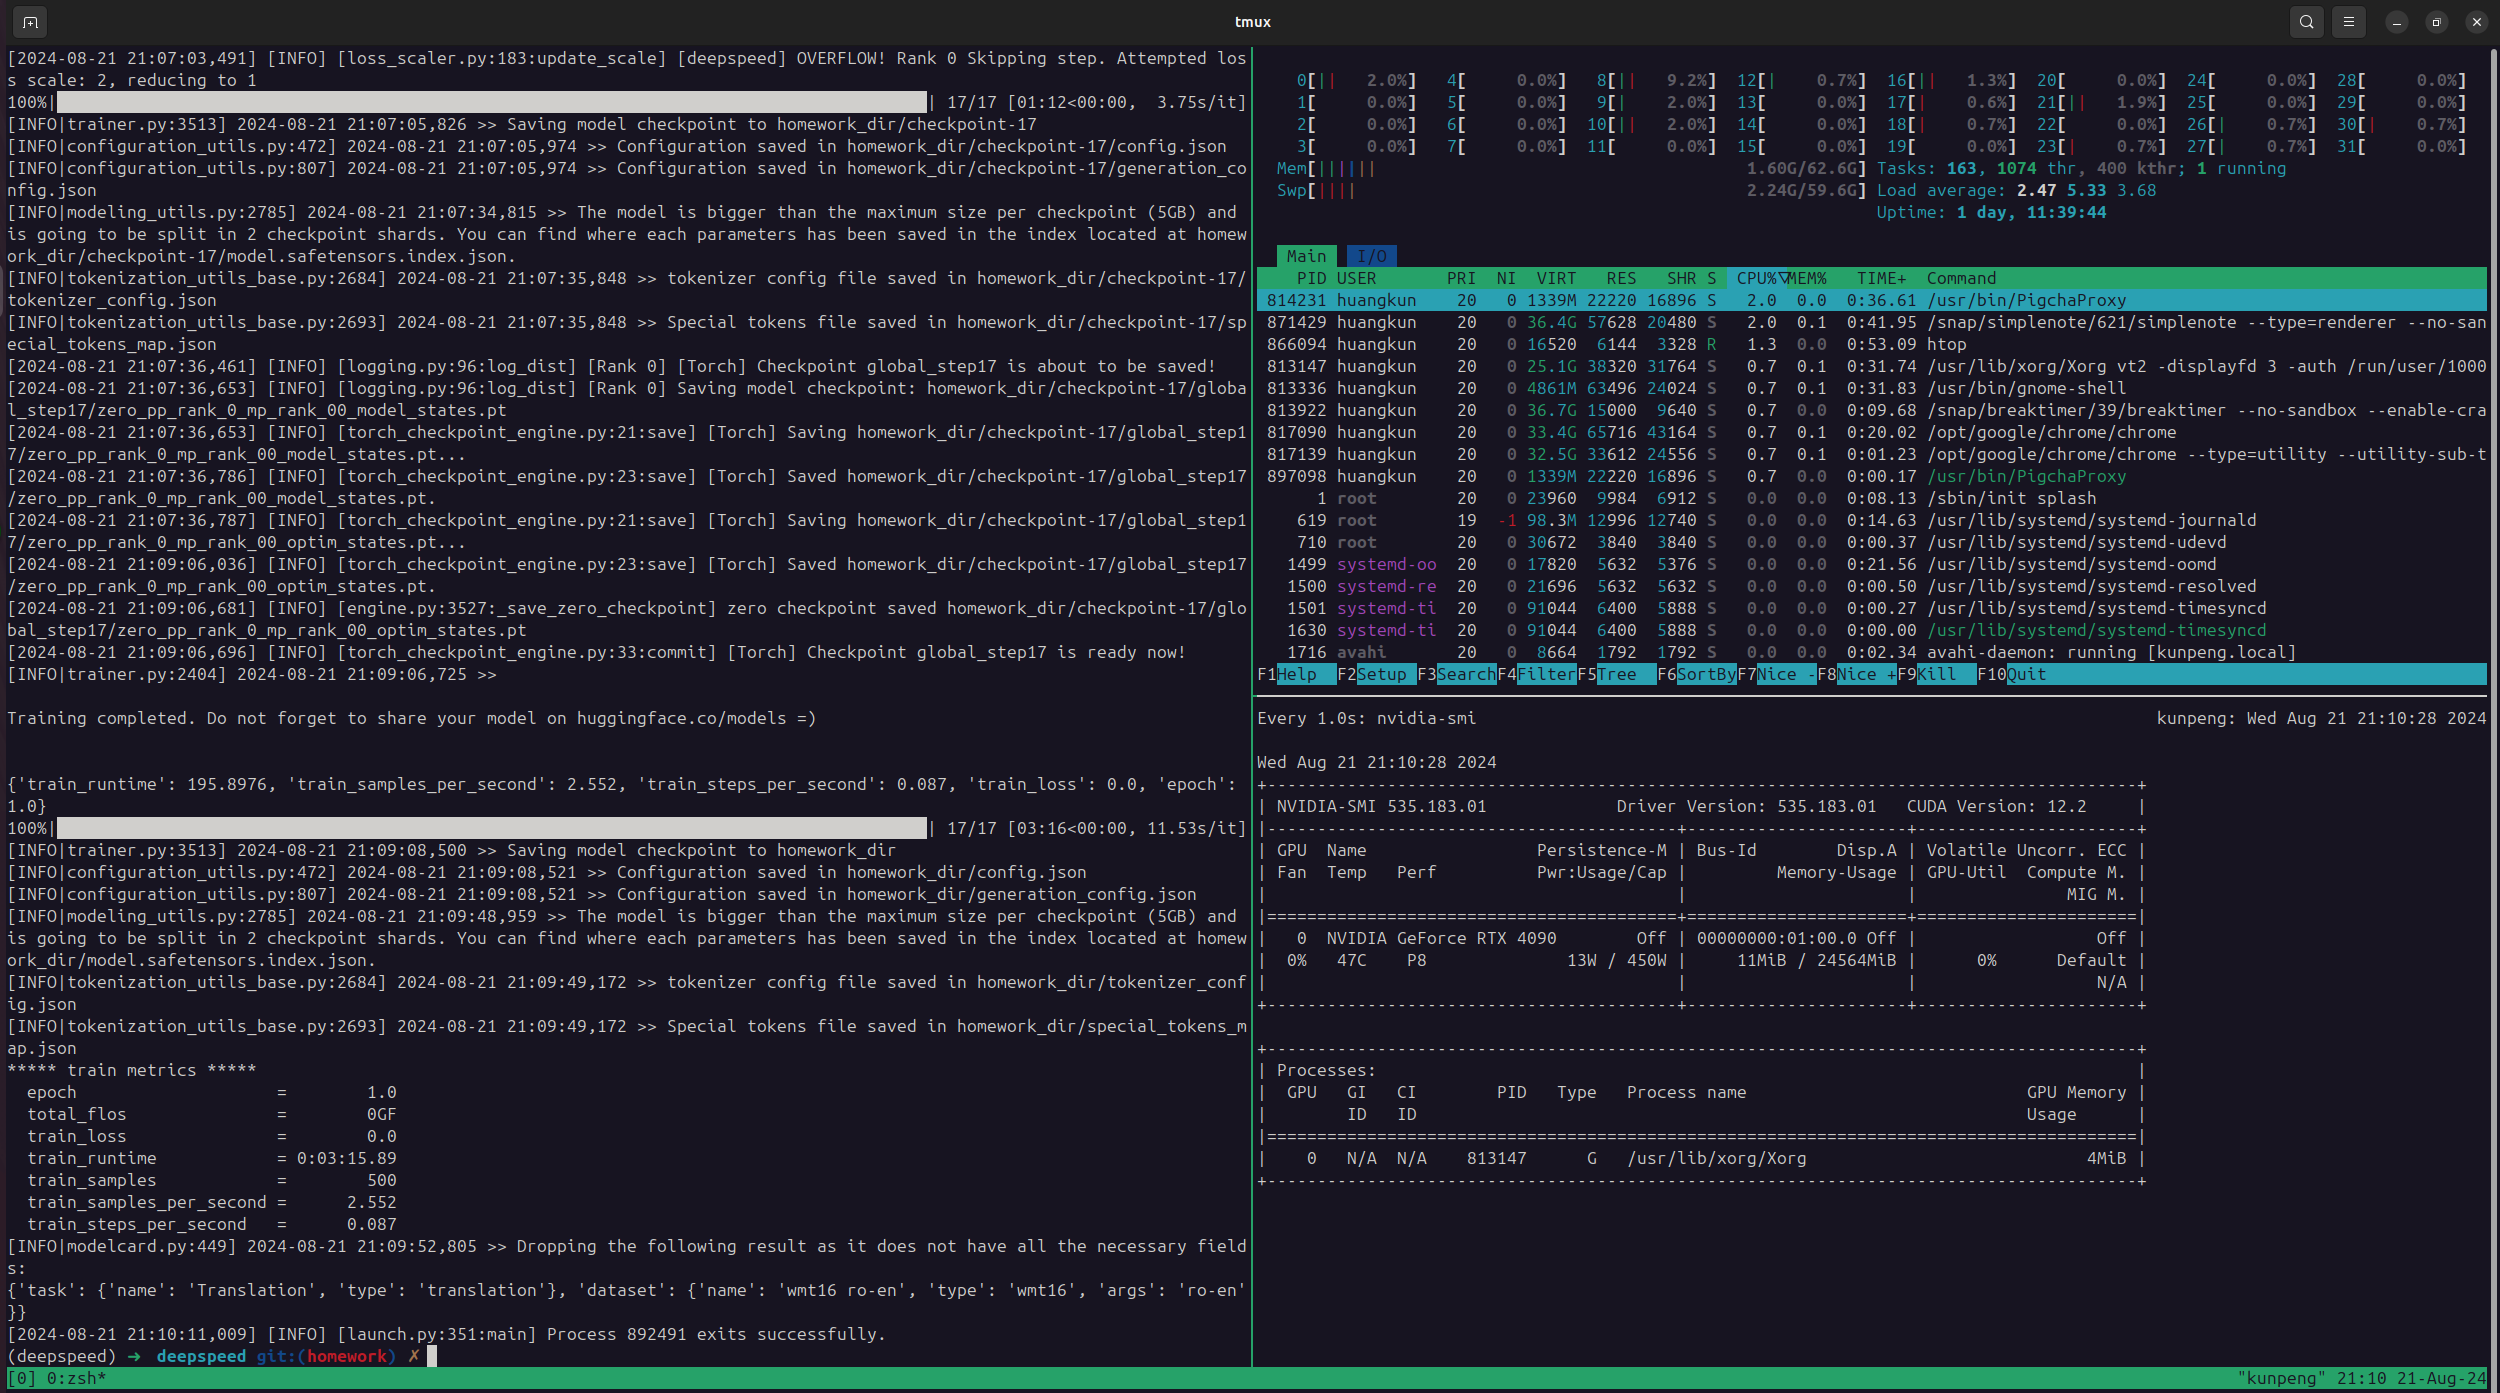 tmux
[2024-08-21 21:07:03,491] [INFO] [loss_scaler.py:183:update_scale] [deepspeed] OVERFLOW! Rank 0 Skipping step. Attempted los
s scale: 2, reducing to 1
100%|| 17/17 [01:12<00:00,  3.75s/it]
[INFO|trainer.py:3513] 2024-08-21 21:07:05,826 >> Saving model checkpoint to homework_dir/checkpoint-17
[INFO|configuration_utils.py:472] 2024-08-21 21:07:05,974 >> Configuration saved in homework_dir/checkpoint-17/config.json
[INFO|configuration_utils.py:807] 2024-08-21 21:07:05,974 >> Configuration saved in homework_dir/checkpoint-17/generation_co
nfig.json
[INFO|modeling_utils.py:2785] 2024-08-21 21:07:34,815 >> The model is bigger than the maximum size per checkpoint (5GB) and
is going to be split in 2 checkpoint shards. You can find where each parameters has been saved in the index located at homew
ork_dir/checkpoint-17/model.safetensors.index.json.
[INFO|tokenization_utils_base.py:2684] 2024-08-21 21:07:35,848 >> tokenizer config file saved in homework_dir/checkpoint-17/
tokenizer_config.json
[INFO|tokenization_utils_base.py:2693] 2024-08-21 21:07:35,848 >> Special tokens file saved in homework_dir/checkpoint-17/sp
ecial_tokens_map.json
[2024-08-21 21:07:36,461] [INFO] [logging.py:96:log_dist] [Rank 0] [Torch] Checkpoint global_step17 is about to be saved!
[2024-08-21 21:07:36,653] [INFO] [logging.py:96:log_dist] [Rank 0] Saving model checkpoint: homework_dir/checkpoint-17/globa
l_step17/zero_pp_rank_0_mp_rank_00_model_states.pt
[2024-08-21 21:07:36,653] [INFO] [torch_checkpoint_engine.py:21:save] [Torch] Saving homework_dir/checkpoint-17/global_step1
7/zero_pp_rank_0_mp_rank_00_model_states.pt...
[2024-08-21 21:07:36,786] [INFO] [torch_checkpoint_engine.py:23:save] [Torch] Saved homework_dir/checkpoint-17/global_step17
/zero_pp_rank_0_mp_rank_00_model_states.pt.
[2024-08-21 21:07:36,787] [INFO] [torch_checkpoint_engine.py:21:save] [Torch] Saving homework_dir/checkpoint-17/global_step1
7/zero_pp_rank_0_mp_rank_00_optim_states.pt...
[2024-08-21 21:09:06,036] [INFO] [torch_checkpoint_engine.py:23:save] [Torch] Saved homework_dir/checkpoint-17/global_step17
/zero_pp_rank_0_mp_rank_00_optim_states.pt.
[2024-08-21 21:09:06,681] [INFO] [engine.py:3527:_save_zero_checkpoint] zero checkpoint saved homework_dir/checkpoint-17/glo
bal_step17/zero_pp_rank_0_mp_rank_00_optim_states.pt
[2024-08-21 21:09:06,696] [INFO] [torch_checkpoint_engine.py:33:commit] [Torch] Checkpoint global_step17 is ready now!
[INFO|trainer.py:2404] 2024-08-21 21:09:06,725 >>
Training completed. Do not forget to share your model on huggingface.co/models =)
{'train_runtime': 195.8976, 'train_samples_per_second': 2.552, 'train_steps_per_second': 0.087, 'train_loss': 0.0, 'epoch':
1.0}
100%|| 17/17 [03:16<00:00, 11.53s/it]
[INFO|trainer.py:3513] 2024-08-21 21:09:08,500 >> Saving model checkpoint to homework_dir
[INFO|configuration_utils.py:472] 2024-08-21 21:09:08,521 >> Configuration saved in homework_dir/config.json
[INFO|configuration_utils.py:807] 2024-08-21 21:09:08,521 >> Configuration saved in homework_dir/generation_config.json
[INFO|modeling_utils.py:2785] 2024-08-21 21:09:48,959 >> The model is bigger than the maximum size per checkpoint (5GB) and
is going to be split in 2 checkpoint shards. You can find where each parameters has been saved in the index located at homew
ork_dir/model.safetensors.index.json.
[INFO|tokenization_utils_base.py:2684] 2024-08-21 21:09:49,172 >> tokenizer config file saved in homework_dir/tokenizer_conf
ig.json
[INFO|tokenization_utils_base.py:2693] 2024-08-21 21:09:49,172 >> Special tokens file saved in homework_dir/special_tokens_m
ap.json
***** train metrics *****
epoch = 1.0
total_flos = 0GF
train_loss = 0.0
train_runtime = 0:03:15.89
train_samples = 500
train_samples_per_second = 2.552
train_steps_per_second = 0.087
[INFO|modelcard.py:449] 2024-08-21 21:09:52,805 >> Dropping the following result as it does not have all the necessary field
s:
{'task': {'name': 'Translation', 'type': 'translation'}, 'dataset': {'name': 'wmt16 ro-en', 'type': 'wmt16', 'args': 'ro-en'
}}
[2024-08-21 21:10:11,009] [INFO] [launch.py:351:main] Process 892491 exits successfully.
(deepspeed) ➜ deepspeed git:(homework) ✗
0[|| 2.0%] 4[ 0.0%] 8[|| 9.2%] 12[| 0.7%] 16[|| 1.3%] 20[ 0.0%] 24[ 0.0%] 28[ 0.0%]
1[ 0.0%] 5[ 0.0%] 9[| 2.0%] 13[ 0.0%] 17[| 0.6%] 21[|| 1.9%] 25[ 0.0%] 29[ 0.0%]
2[ 0.0%] 6[ 0.0%] 10[|| 2.0%] 14[ 0.0%] 18[| 0.7%] 22[ 0.0%] 26[| 0.7%] 30[| 0.7%]
3[ 0.0%] 7[ 0.0%] 11[ 0.0%] 15[ 0.0%] 19[ 0.0%] 23[| 0.7%] 27[| 0.7%] 31[ 0.0%]
Mem[|||||| 1.60G/62.6G] Tasks: 163, 1074 thr, 400 kthr; 1 running
Swp[|||| 2.24G/59.6G] Load average: 2.47 5.33 3.68
Uptime: 1 day, 11:39:44
Main I/O
PID USER PRI NI VIRT RES SHR S CPU%▽MEM% TIME+ Command
814231 huangkun 20 0 1339M 22220 16896 S 2.0 0.0 0:36.61 /usr/bin/PigchaProxy
871429 huangkun 20 0 36.4G 57628 20480 S 2.0 0.1 0:41.95 /snap/simplenote/621/simplenote --type=renderer --no-san
866094 huangkun 20 0 16520 6144 3328 R 1.3 0.0 0:53.09 htop
813147 huangkun 20 0 25.1G 38320 31764 S 0.7 0.1 0:31.74 /usr/lib/xorg/Xorg vt2 -displayfd 3 -auth /run/user/1000
813336 huangkun 20 0 4861M 63496 24024 S 0.7 0.1 0:31.83 /usr/bin/gnome-shell
813922 huangkun 20 0 36.7G 15000 9640 S 0.7 0.0 0:09.68 /snap/breaktimer/39/breaktimer --no-sandbox --enable-cra
817090 huangkun 20 0 33.4G 65716 43164 S 0.7 0.1 0:20.02 /opt/google/chrome/chrome
817139 huangkun 20 0 32.5G 33612 24556 S 0.7 0.1 0:01.23 /opt/google/chrome/chrome --type=utility --utility-sub-t
897098 huangkun 20 0 1339M 22220 16896 S 0.7 0.0 0:00.17 /usr/bin/PigchaProxy
1 root 20 0 23960 9984 6912 S 0.0 0.0 0:08.13 /sbin/init splash
619 root 19 -1 98.3M 12996 12740 S 0.0 0.0 0:14.63 /usr/lib/systemd/systemd-journald
710 root 20 0 30672 3840 3840 S 0.0 0.0 0:00.37 /usr/lib/systemd/systemd-udevd
1499 systemd-oo 20 0 17820 5632 5376 S 0.0 0.0 0:21.56 /usr/lib/systemd/systemd-oomd
1500 systemd-re 20 0 21696 5632 5632 S 0.0 0.0 0:00.50 /usr/lib/systemd/systemd-resolved
1501 systemd-ti 20 0 91044 6400 5888 S 0.0 0.0 0:00.27 /usr/lib/systemd/systemd-timesyncd
1630 systemd-ti 20 0 91044 6400 5888 S 0.0 0.0 0:00.00 /usr/lib/systemd/systemd-timesyncd
1716 avahi 20 0 8664 1792 1792 S 0.0 0.0 0:02.34 avahi-daemon: running [kunpeng.local]
F1Help F2Setup F3SearchF4FilterF5Tree F6SortByF7Nice -F8Nice +F9Kill F10Quit
Every 1.0s: nvidia-smi kunpeng: Wed Aug 21 21:10:28 2024
Wed Aug 21 21:10:28 2024
+---------------------------------------------------------------------------------------+
| NVIDIA-SMI 535.183.01             Driver Version: 535.183.01   CUDA Version: 12.2     |
|-----------------------------------------+----------------------+----------------------+
| GPU  Name                 Persistence-M | Bus-Id        Disp.A | Volatile Uncorr. ECC |
| Fan  Temp   Perf          Pwr:Usage/Cap |         Memory-Usage | GPU-Util  Compute M. |
|                                         |                      |               MIG M. |
|=========================================+======================+======================|
|   0  NVIDIA GeForce RTX 4090        Off | 00000000:01:00.0 Off |                  Off |
|  0%   47C    P8              13W / 450W |     11MiB / 24564MiB |      0%      Default |
|                                         |                      |                  N/A |
+-----------------------------------------+----------------------+----------------------+
+---------------------------------------------------------------------------------------+
| Processes:                                                                            |
|  GPU   GI   CI        PID   Type   Process name                            GPU Memory |
|        ID   ID                                                             Usage      |
|=======================================================================================|
|    0   N/A  N/A    813147      G   /usr/lib/xorg/Xorg                            4MiB |
+---------------------------------------------------------------------------------------+
[0] 0:zsh* "kunpeng" 21:10 21-Aug-24